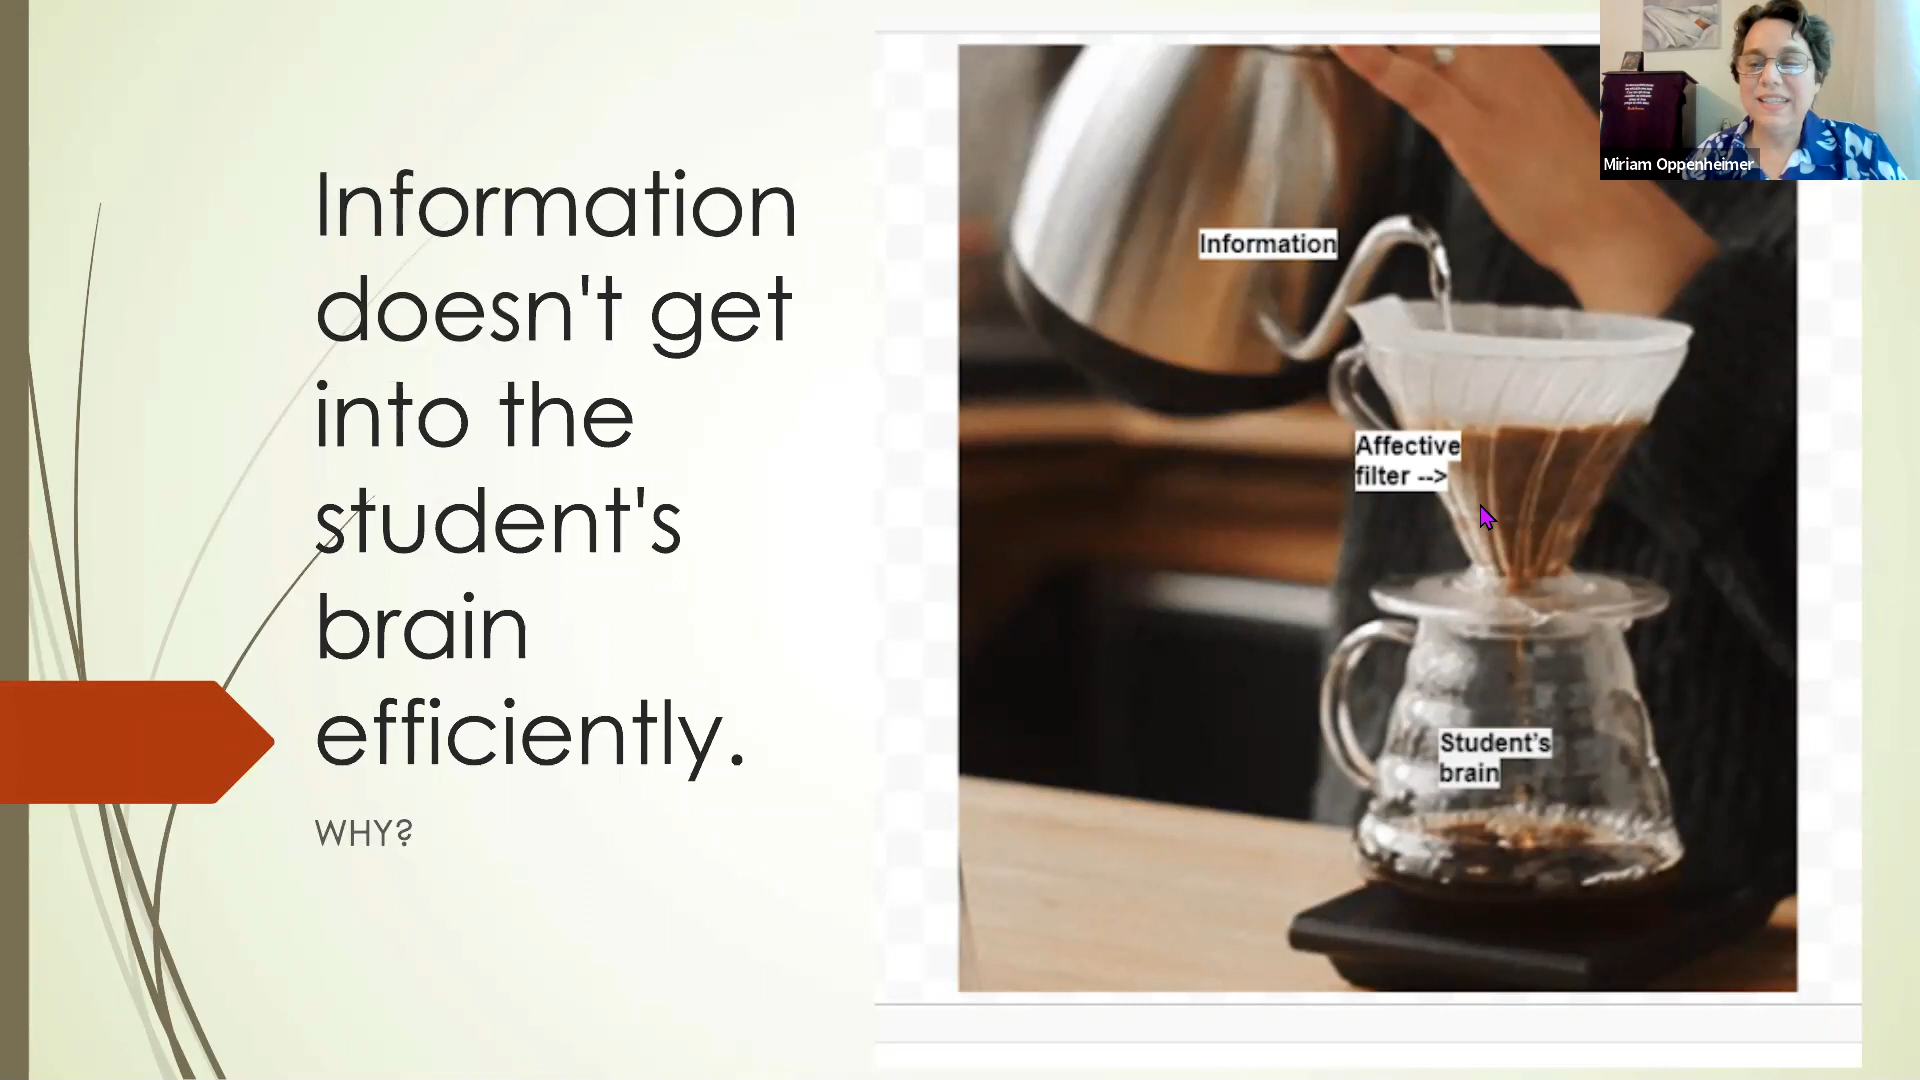 Information
doesn't get
into the
student's
brain
efficiently.
WHY?
Information
Affective
filter -->
Student's
brain
Miriam Oppenheimer